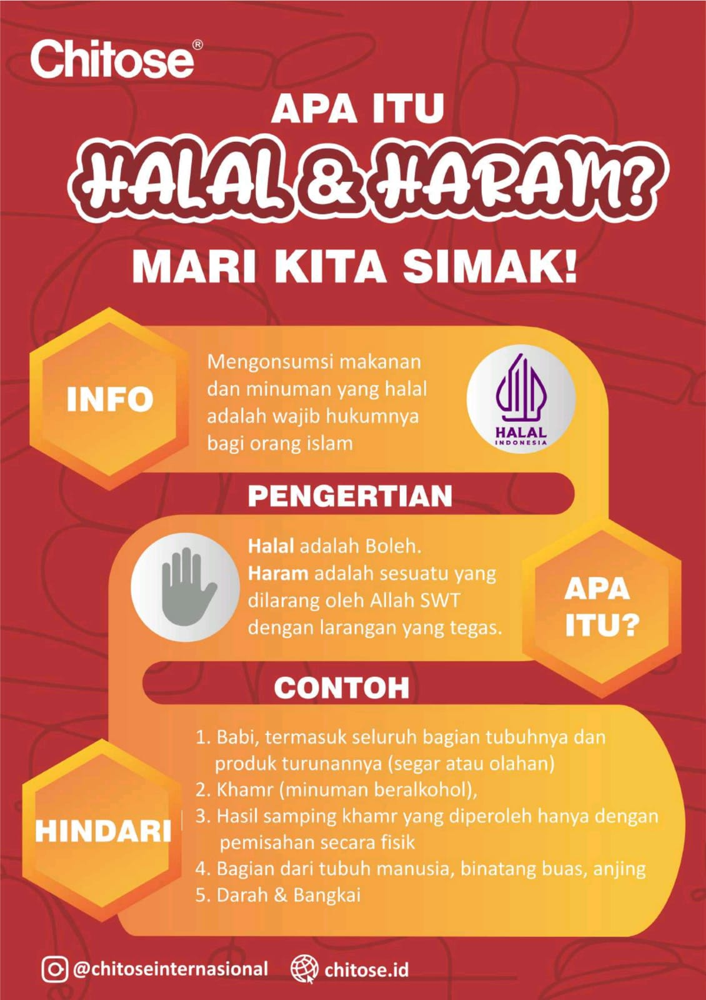 Chitose®
APA ITU
HALAL & HARAM?
MARI KITA SIMAK!
INFO
Mengonsumsi makanan
dan minuman yang halal
adalah wajib hukumnya
bagi orang islam
HALAL
INDONESIA
PENGERTIAN
Halal adalah Boleh.
Haram adalah sesuatu yang
dilarang oleh Allah SWT
dengan larangan yang tegas.
APA
ITU?
CONTOH
HINDARI
1. Babi, termasuk seluruh bagian tubuhnya dan
produk turunannya (segar atau olahan)
2. Khamr (minuman beralkohol),
3. Hasil samping khamr yang diperoleh hanya dengan
pemisahan secara fisik
4. Bagian dari tubuh manusia, binatang buas, anjing
5. Darah & Bangkai
@chitoseinternasional
chitose.id